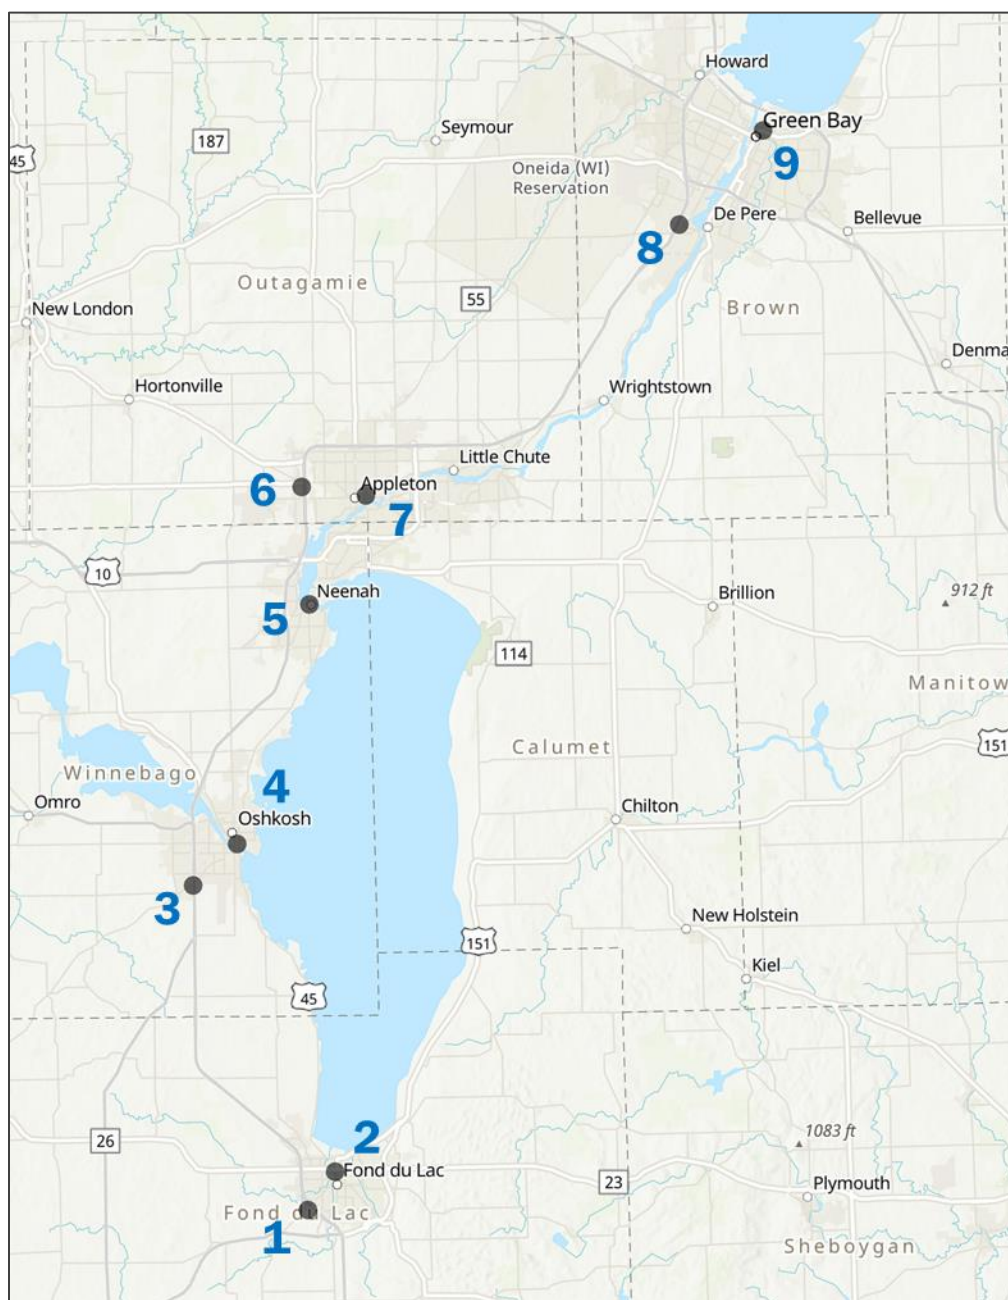 Howard
Green Bay
9
Seymour
187
45
Oneida (WI)
Reservation
De Pere
Bellevue
8
Outagamie
55
New London
Brown
Denma
Hortonville
Wrightstown
Little Chute
6
Appleton
7
10
Neenah
5
Brillion
912 ft
114
Manitow
Calumet
151
Winnebago
4
Omro
Oshkosh
Chilton
3
New Holstein
151
Kiel
45
26
2
1083 ft
Fond du Lac
23
Plymouth
Fond du Lac
1
Sheboygan